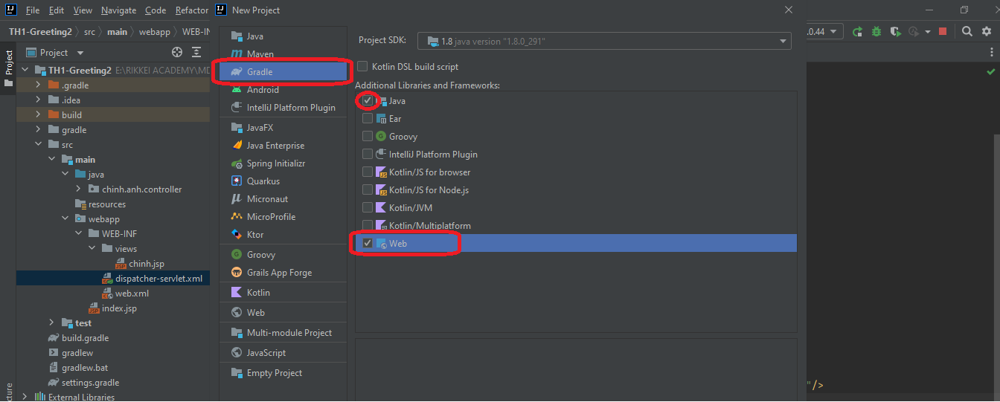 IJ File Edit View Navigate Code Refactor
IJ New Project
TH1-Greeting2 > src > main > webapp > WEB-IN
.0.44
Project
Project
TH1-Greeting2 E:\RIKKEI ACADEMY\MD
.gradle
.idea
build
gradle
src
main
java
chinh.anh.controller
resources
webapp
WEB-INF
views
chinh.jsp
dispatcher-servlet.xml
web.xml
index.jsp
test
build.gradle
gradlew
gradlew.bat
settings.gradle
External Libraries
cture
Java
Maven
Gradle
Android
IntelliJ Platform Plugin
JavaFX
Java Enterprise
Spring Initializr
Quarkus
Micronaut
MicroProfile
Ktor
Groovy
Grails App Forge
Kotlin
Web
Multi-module Project
JavaScript
Empty Project
Project SDK: 1.8 java version "1.8.0_291"
Kotlin DSL build script
Additional Libraries and Frameworks:
Java
Ear
Groovy
IntelliJ Platform Plugin
Kotlin/JS for browser
Kotlin/JS for Node.js
Kotlin/JVM
Kotlin/Multiplatform
Web
"/>